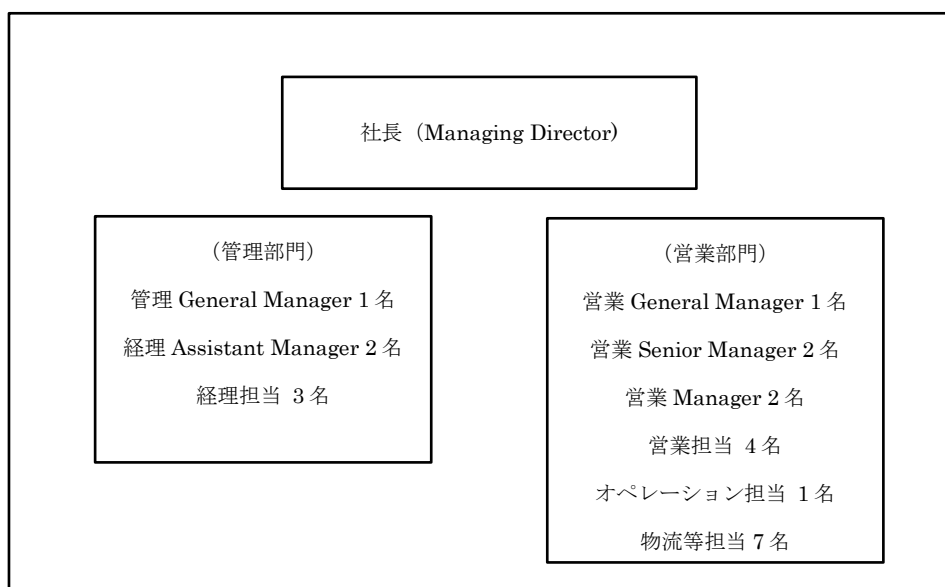 社長（Managing Director)
（管理部門）
管理 General Manager 1 名
経理 Assistant Manager 2 名
経理担当 3 名
（営業部門）
営業 General Manager 1 名
営業 Senior Manager 2 名
営業 Manager 2 名
営業担当 4 名
オペレーション担当 1 名
物流等担当 7 名